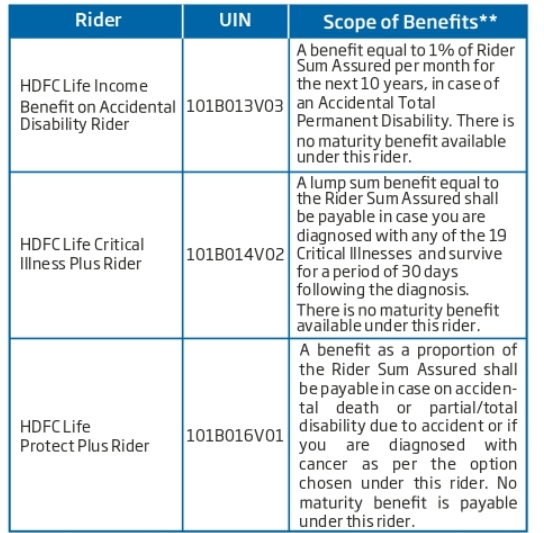 Rider
UIN
Scope of Benefits**
HDFC Life Income
Benefit on Accidental
Disability Rider
101B013V03
A benefit equal to 1% of Rider
Sum Assured per month for
the next 10 years, in case of
an Accidental Total
Permanent Disability. There is
no maturity benefit available
under this rider.
HDFC Life Critical
Illness Plus Rider
101B014V02
A lump sum benefit equal to
the Rider Sum Assured shall
be payable in case you are
diagnosed with any of the 19
Critical Illnesses and survive
for a period of 30 days
following the diagnosis.
There is no maturity benefit
available under this rider.
HDFC Life
Protect Plus Rider
101B016V01
A benefit as a proportion of
the Rider Sum Assured shall
be payable in case on acciden-
tal death or partial/total
disability due to accident or if
you are diagnosed with
cancer as per the option
chosen under this rider. No
maturity benefit is payable
under this rider.